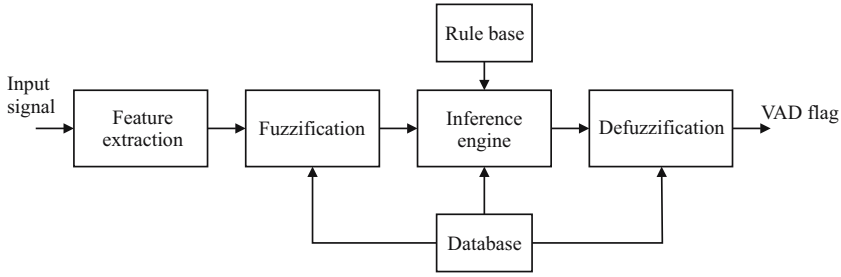 Rule base
Input
signal
Feature
extraction
Fuzzification
Inference
engine
Defuzzification
VAD flag
Database